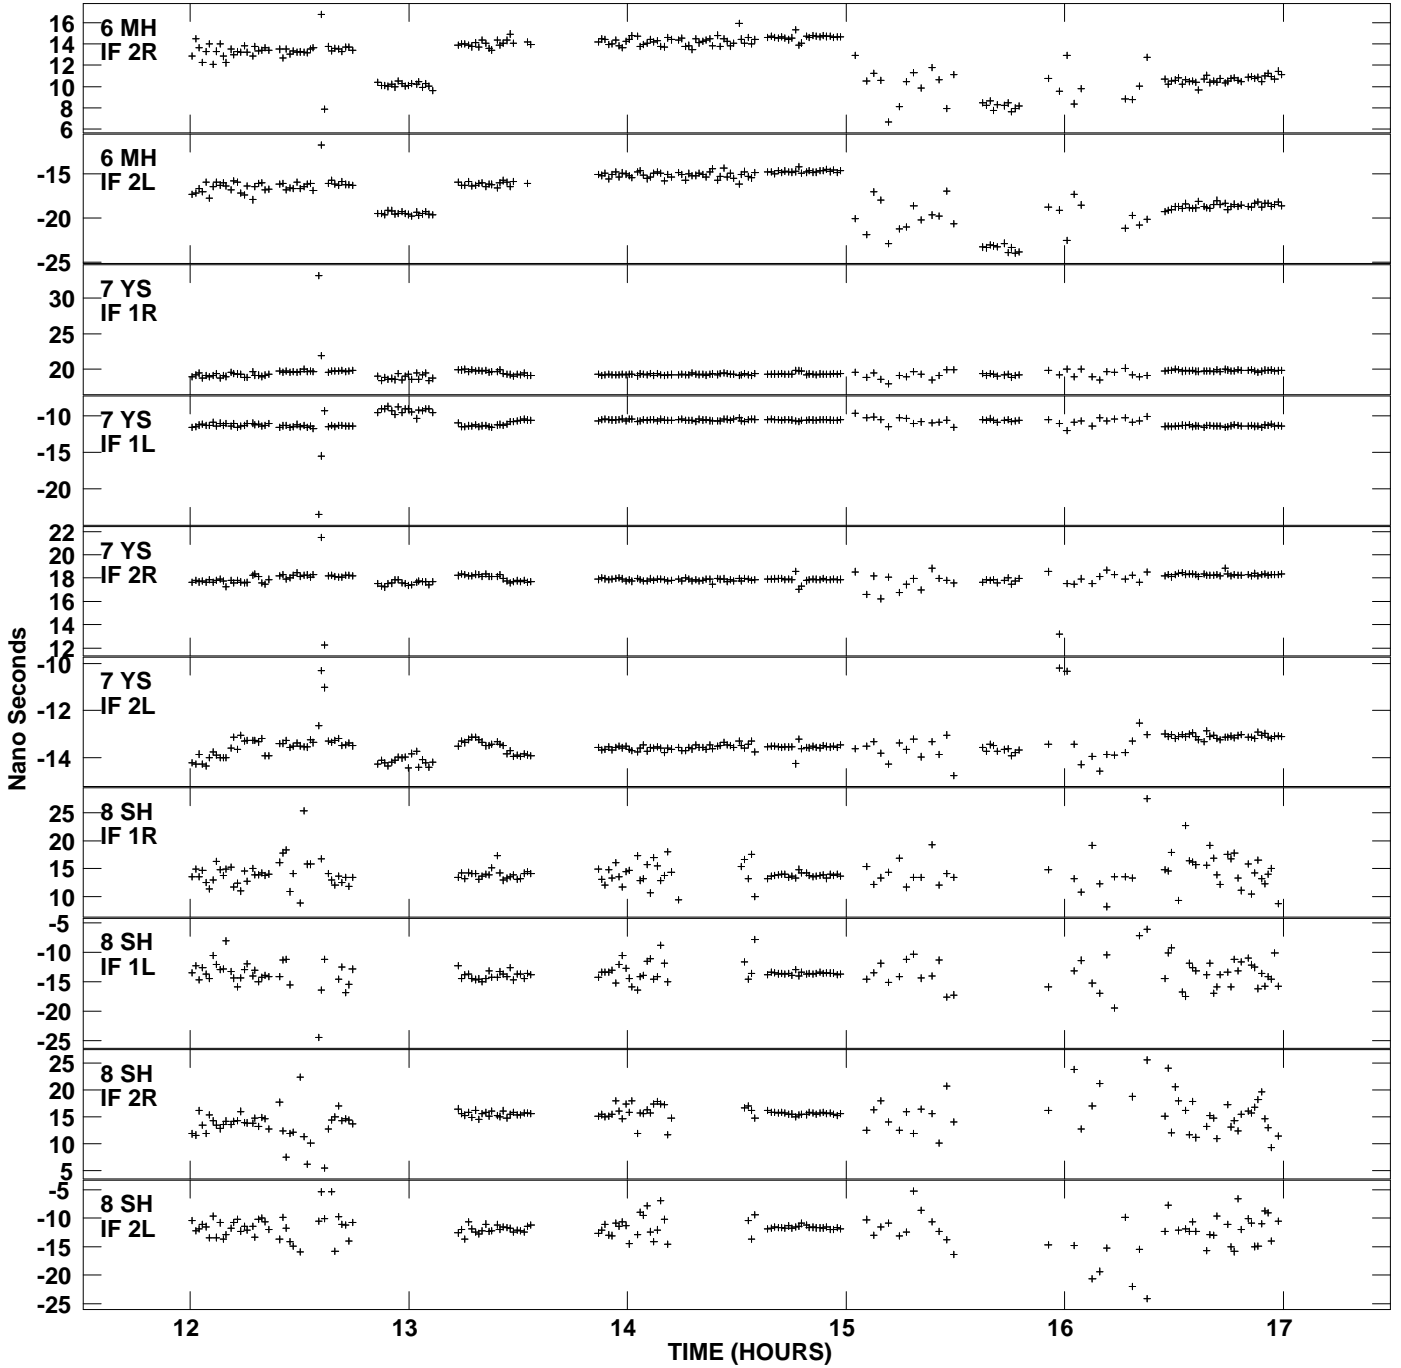 6 MH
IF 2R
16
14
12
10
8
6
6 MH
IF 2L
-15
-20
-25
7 YS
IF 1R
30
25
20
7 YS
IF 1L
-10
-15
-20
7 YS
IF 2R
22
20
18
16
14
12
7 YS
IF 2L
-10
-12
-14
8 SH
IF 1R
25
20
15
10
8 SH
IF 1L
-5
-10
-15
-20
-25
8 SH
IF 2R
25
20
15
10
5
8 SH
IF 2L
-5
-10
-15
-20
-25
Nano Seconds
12 13 14 15 16 17
TIME (HOURS)